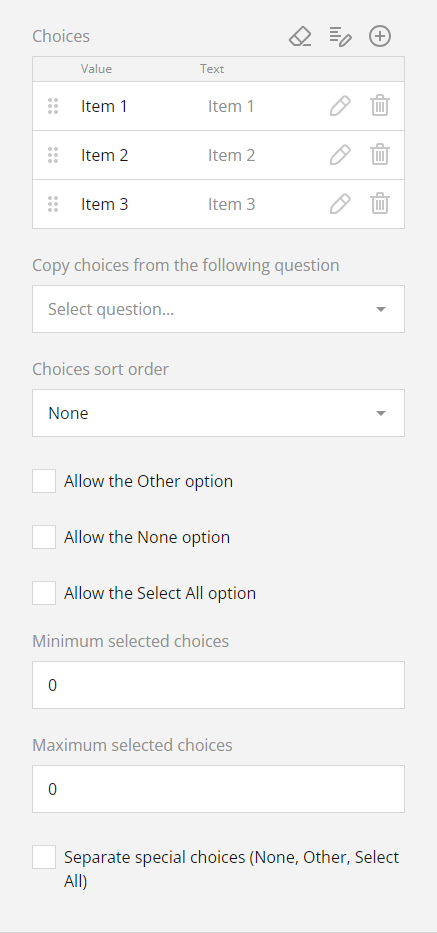 Choices
Value Text
Item 1 Item 1
Item 2 Item 2
Item 3 Item 3
Copy choices from the following question
Select question...
Choices sort order
None
Allow the Other option
Allow the None option
Allow the Select All option
Minimum selected choices
0
Maximum selected choices
0
Separate special choices (None, Other, Select
All)